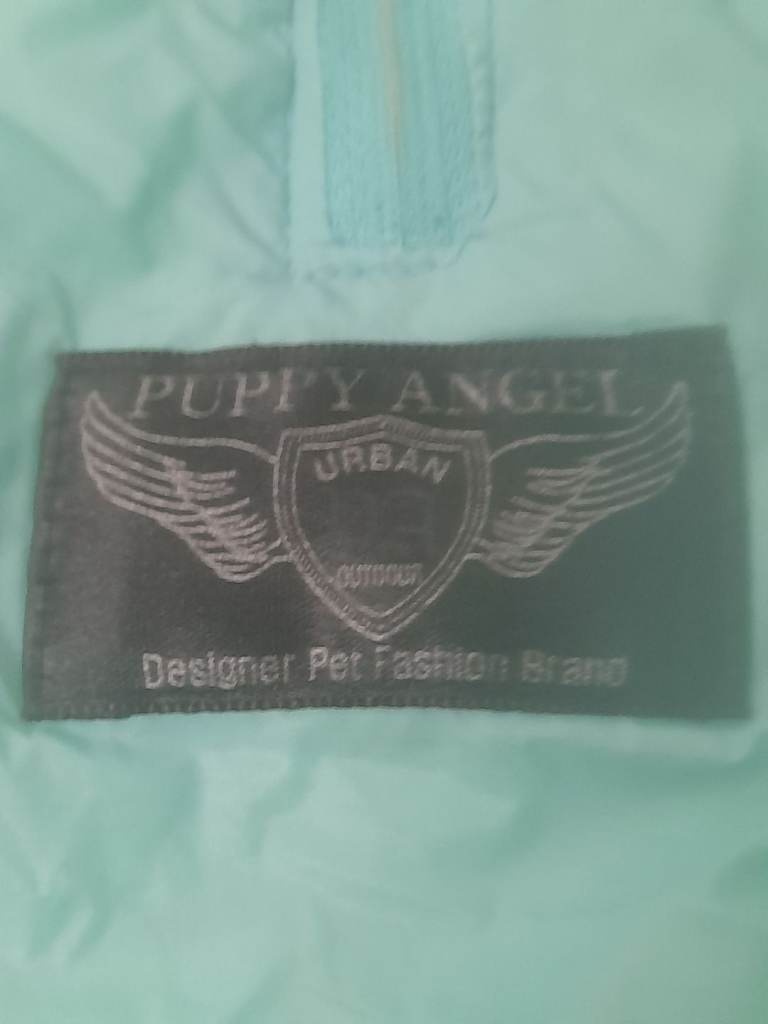 PUPPY ANGEL
URBAN
OUTDOOR
Designer Pet Fashion Brand